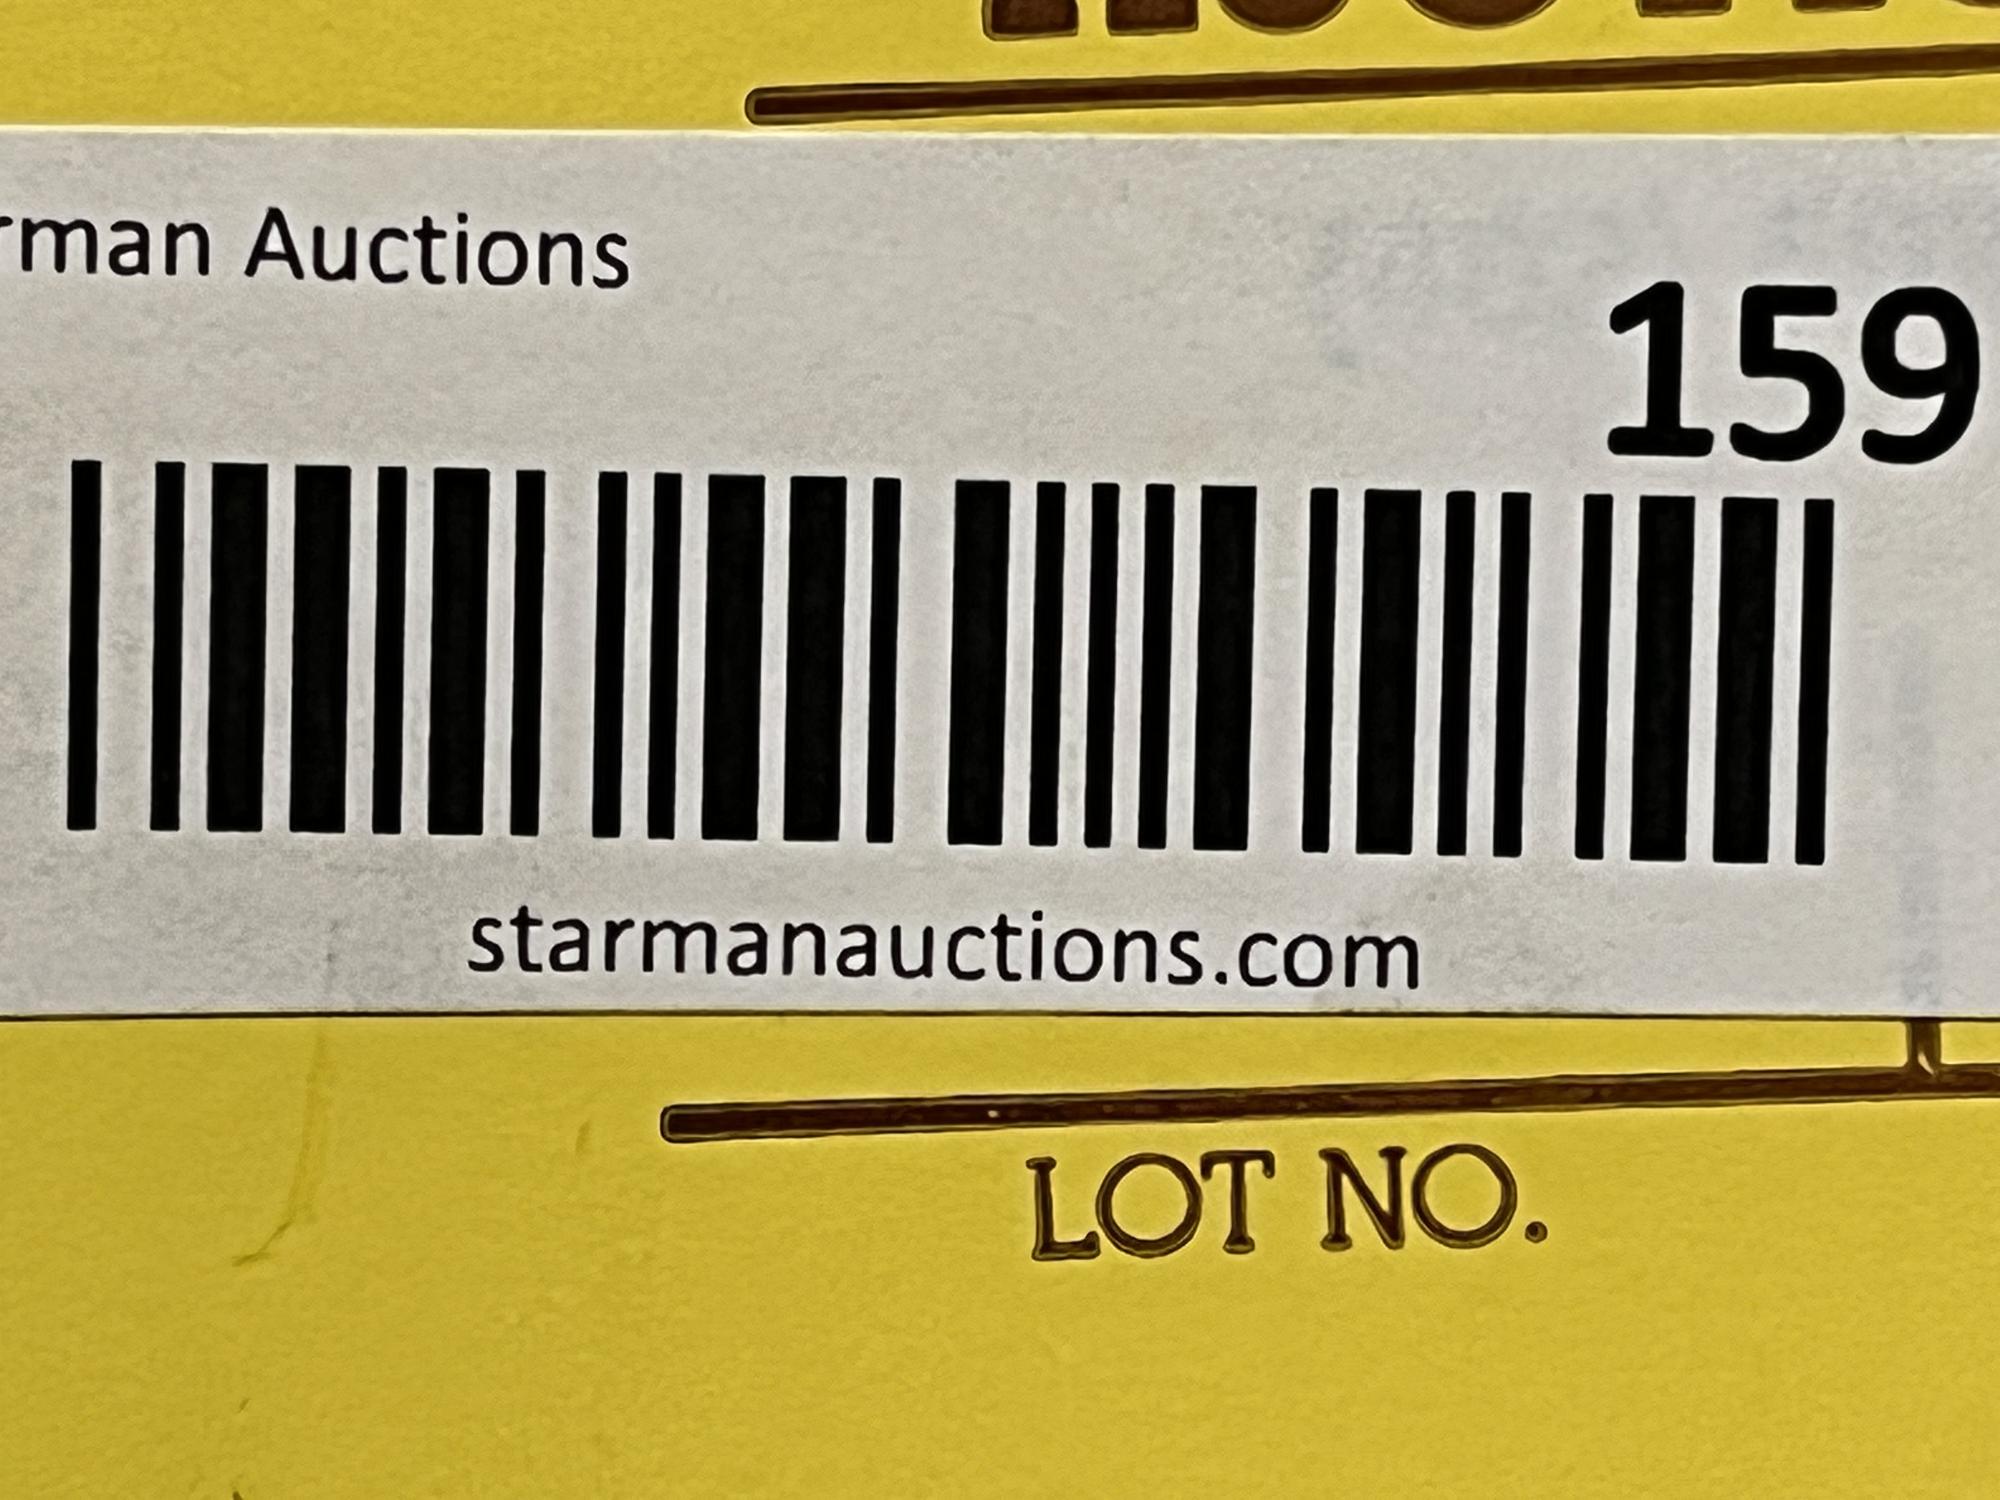 rman Auctions
159
starmanauctions.com
LOT NO.